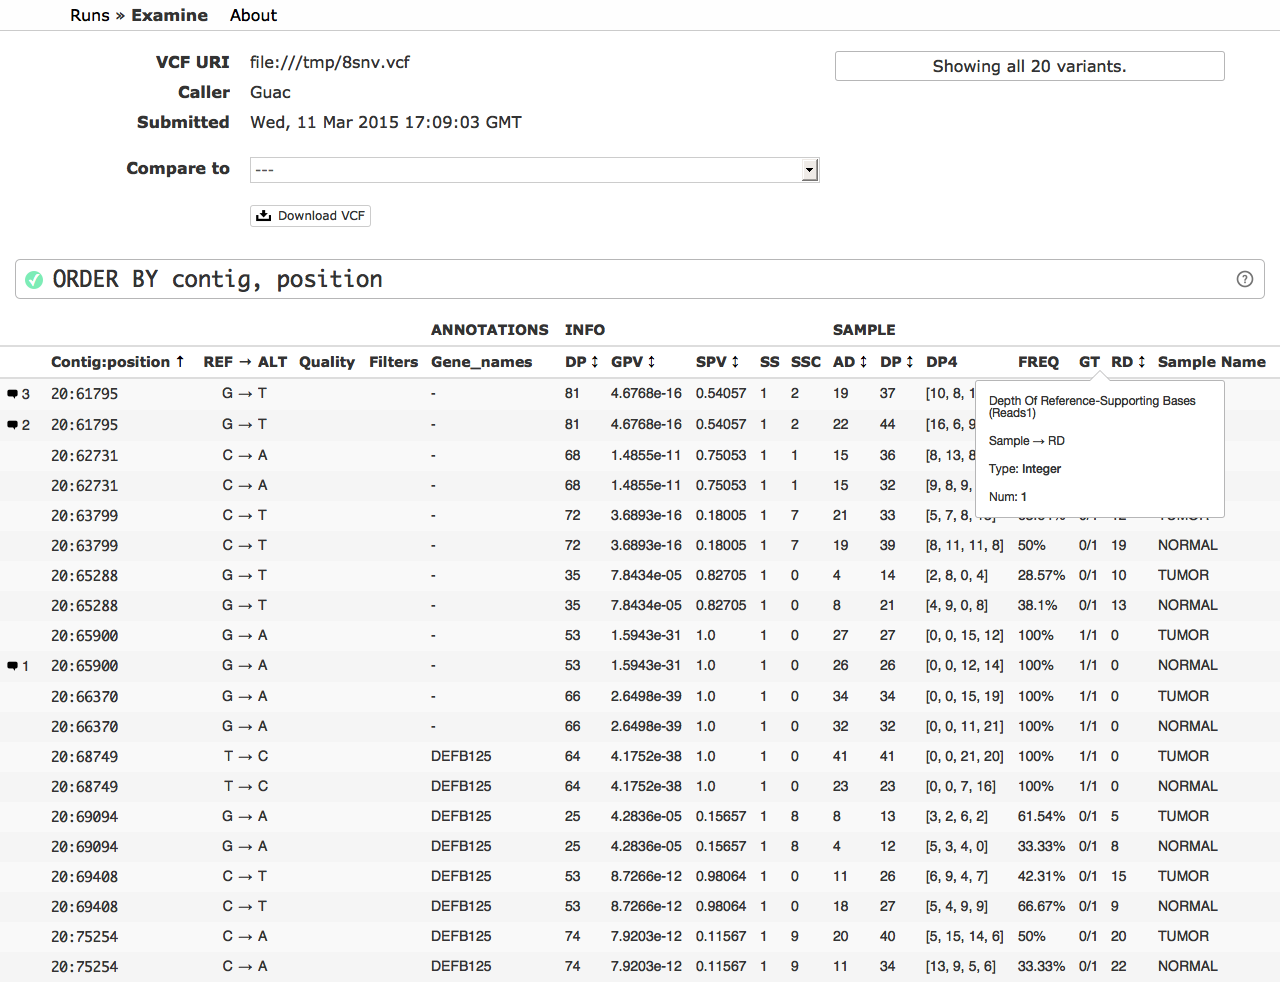 Runs » Examine About
VCF URI file:///tmp/8snv.vcf
Showing all 20 variants.
Caller Guac
Submitted Wed, 11 Mar 2015 17:09:03 GMT
Compare to ---
Download VCF
ORDER BY contig, position ?
ANNOTATIONS INFO SAMPLE
Contig:position ↑ REF → ALT Quality Filters Gene_names DP ↕ GPV ↕ SPV ↕ SS SSC AD ↕ DP ↕ DP4 FREQ GT RD ↕ Sample Name
3 20:61795 G → T - 81 4.6768e-16 0.54057 1 2 19 37 [10, 8, 1
2 20:61795 G → T - 81 4.6768e-16 0.54057 1 2 22 44 [16, 6, 9
20:62731 C → A - 68 1.4855e-11 0.75053 1 1 15 36 [8, 13, 8
20:62731 C → A - 68 1.4855e-11 0.75053 1 1 15 32 [9, 8, 9,
20:63799 C → T - 72 3.6893e-16 0.18005 1 7 21 33 [5, 7, 8,
Depth Of Reference-Supporting Bases
(Reads1)
Sample → RD
Type: Integer
Num: 1
20:63799 C → T - 72 3.6893e-16 0.18005 1 7 19 39 [8, 11, 11, 8] 50% 0/1 19 NORMAL
20:65288 G → T - 35 7.8434e-05 0.82705 1 0 4 14 [2, 8, 0, 4] 28.57% 0/1 10 TUMOR
20:65288 G → T - 35 7.8434e-05 0.82705 1 0 8 21 [4, 9, 0, 8] 38.1% 0/1 13 NORMAL
20:65900 G → A - 53 1.5943e-31 1.0 1 0 27 27 [0, 0, 15, 12] 100% 1/1 0 TUMOR
1 20:65900 G → A - 53 1.5943e-31 1.0 1 0 26 26 [0, 0, 12, 14] 100% 1/1 0 NORMAL
20:66370 G → A - 66 2.6498e-39 1.0 1 0 34 34 [0, 0, 15, 19] 100% 1/1 0 TUMOR
20:66370 G → A - 66 2.6498e-39 1.0 1 0 32 32 [0, 0, 11, 21] 100% 1/1 0 NORMAL
20:68749 T → C DEFB125 64 4.1752e-38 1.0 1 0 41 41 [0, 0, 21, 20] 100% 1/1 0 TUMOR
20:68749 T → C DEFB125 64 4.1752e-38 1.0 1 0 23 23 [0, 0, 7, 16] 100% 1/1 0 NORMAL
20:69094 G → A DEFB125 25 4.2836e-05 0.15657 1 8 8 13 [3, 2, 6, 2] 61.54% 0/1 5 TUMOR
20:69094 G → A DEFB125 25 4.2836e-05 0.15657 1 8 4 12 [5, 3, 4, 0] 33.33% 0/1 8 NORMAL
20:69408 C → T DEFB125 53 8.7266e-12 0.98064 1 0 11 26 [6, 9, 4, 7] 42.31% 0/1 15 TUMOR
20:69408 C → T DEFB125 53 8.7266e-12 0.98064 1 0 18 27 [5, 4, 9, 9] 66.67% 0/1 9 NORMAL
20:75254 C → A DEFB125 74 7.9203e-12 0.11567 1 9 20 40 [5, 15, 14, 6] 50% 0/1 20 TUMOR
20:75254 C → A DEFB125 74 7.9203e-12 0.11567 1 9 11 34 [13, 9, 5, 6] 33.33% 0/1 22 NORMAL